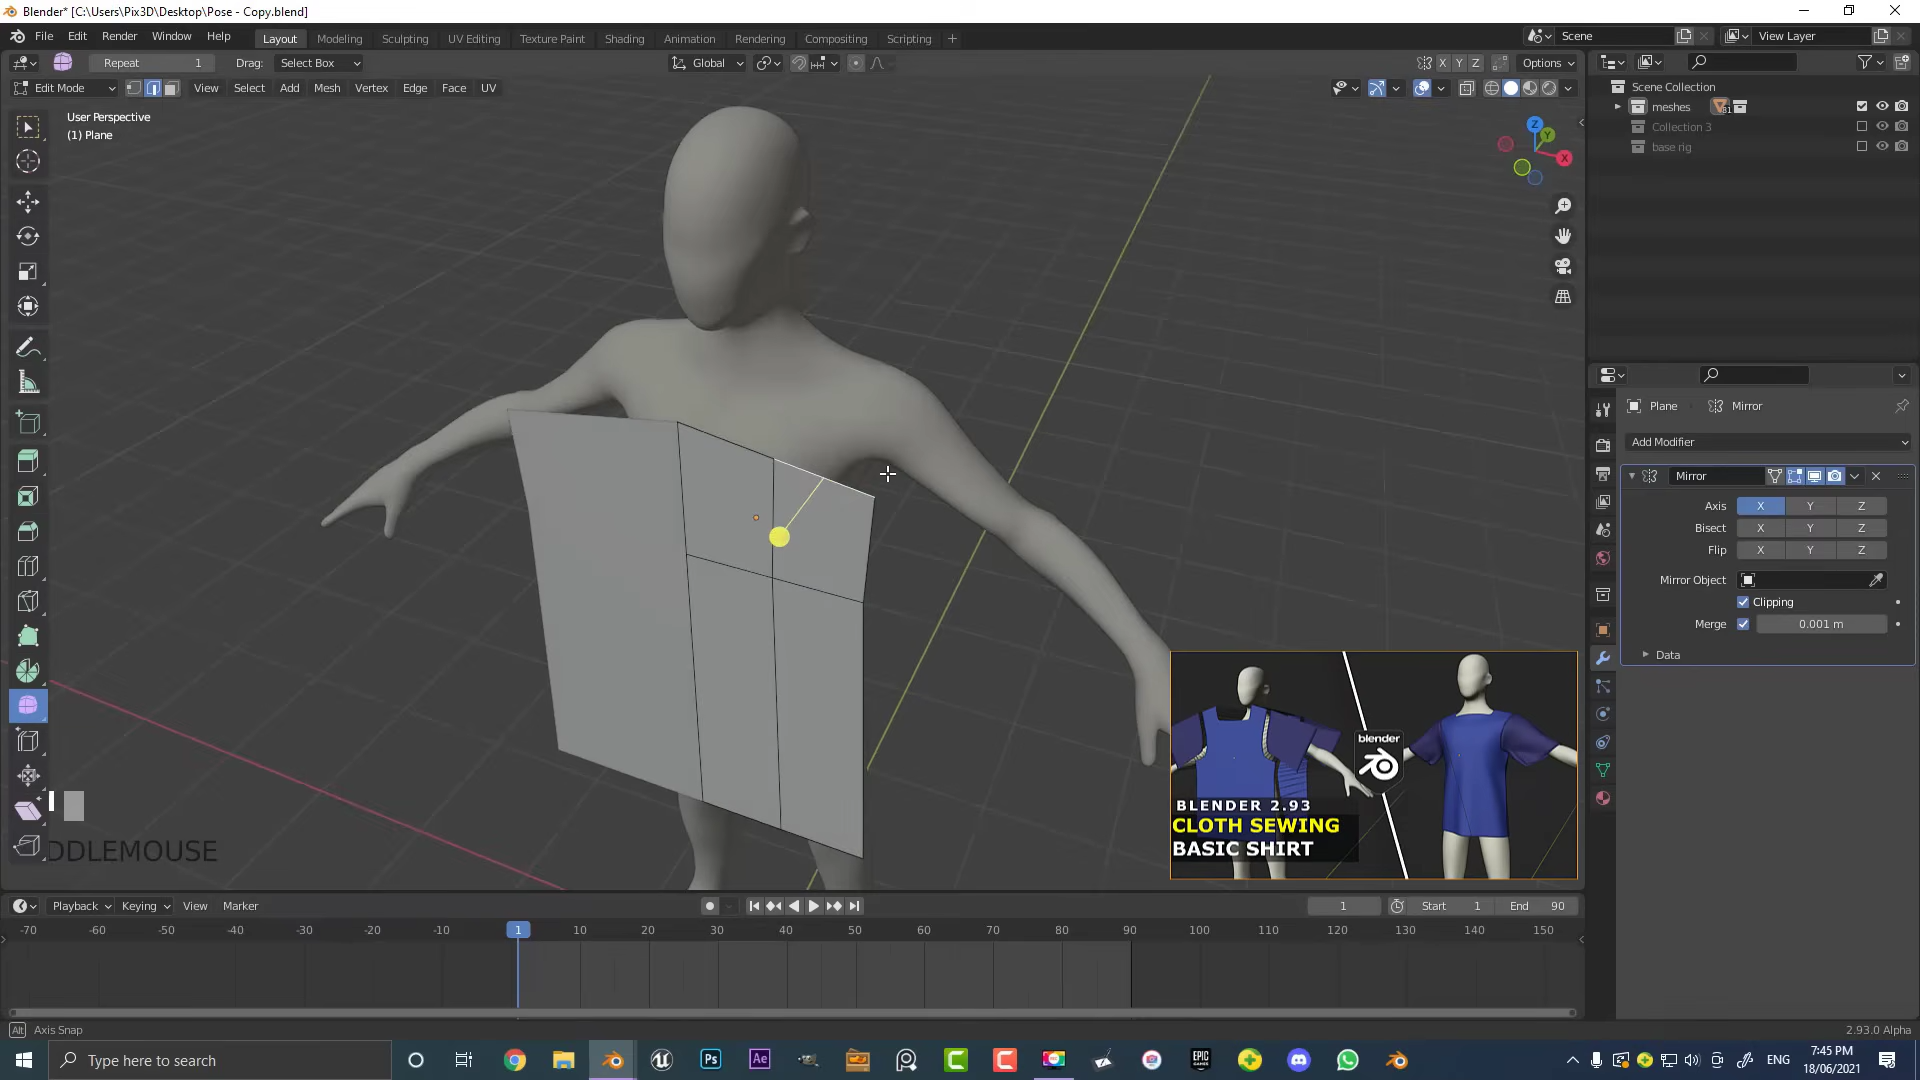 Blender* [C:\Users\Pix3D\Desktop\Pose - Copy.blend]
File Edit Render Window Help Layout Modeling Sculpting UV Editing Texture Paint Shading Animation Rendering Compositing Scripting + Scene View Layer
Repeat 1 Drag: Select Box Global X Y Z Options
Edit Mode View Select Add Mesh Vertex Edge Face UV
User Perspective
(1) Plane
Z
Y
X
Scene Collection
meshes 81
Collection 3
base rig
Plane Mirror
Add Modifier
Mirror
Axis X Y Z
Bisect X Y Z
Flip X Y Z
Mirror Object
Clipping
Merge 0.001 m
Data
blender
BLENDER 2.93
CLOTH SEWING
BASIC SHIRT
DDLEMOUSE
Playback Keying View Marker 1 Start 1 End 90
-70 -60 -50 -40 -30 -20 -10 1 10 20 30 40 50 60 70 80 90 100 110 120 130 140 150
Alt Axis Snap 2.93.0 Alpha
Type here to search
Ps Ae EPIC GAMES
ENG
7:45 PM
18/06/2021